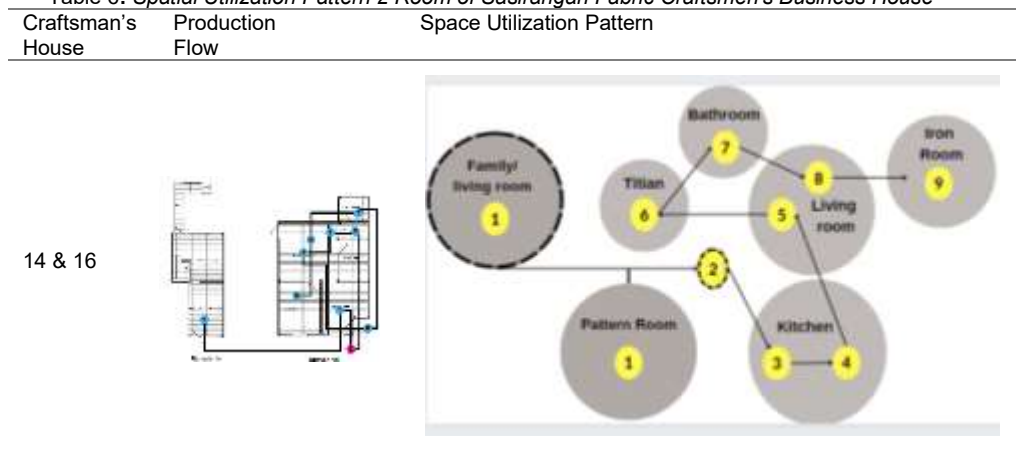 Table 6. Spatial Utilization Pattern 2 Room of Sasirangan Fabric Craftsmen's Business House
Craftsman's House
Production Flow
Space Utilization Pattern
14 & 16
Family/
living room
1
Pattern Room
1
2
Kitchen
3
4
5
Living
room
Titian
6
Bathroom
7
8
Iron
Room
9